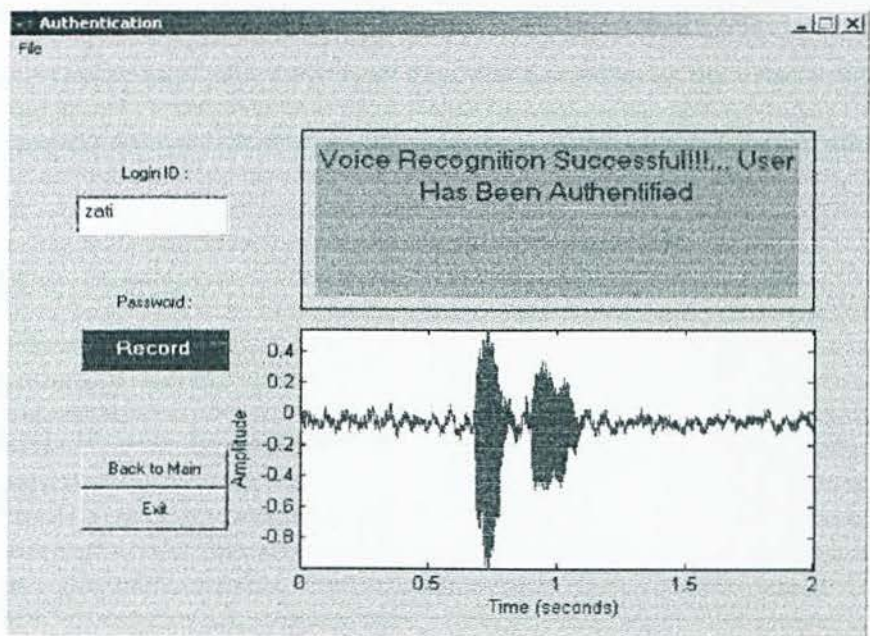 Authentication
File
Login ID :
zati
Password :
Record
Back to Main
Exit
Voice Recognition Successful!!!... User
Has Been Authentified
0.4
0.2
0
-0.2
-0.4
-0.6
-0.8
Amplitude
0
0.5
1
1.5
2
Time (seconds)